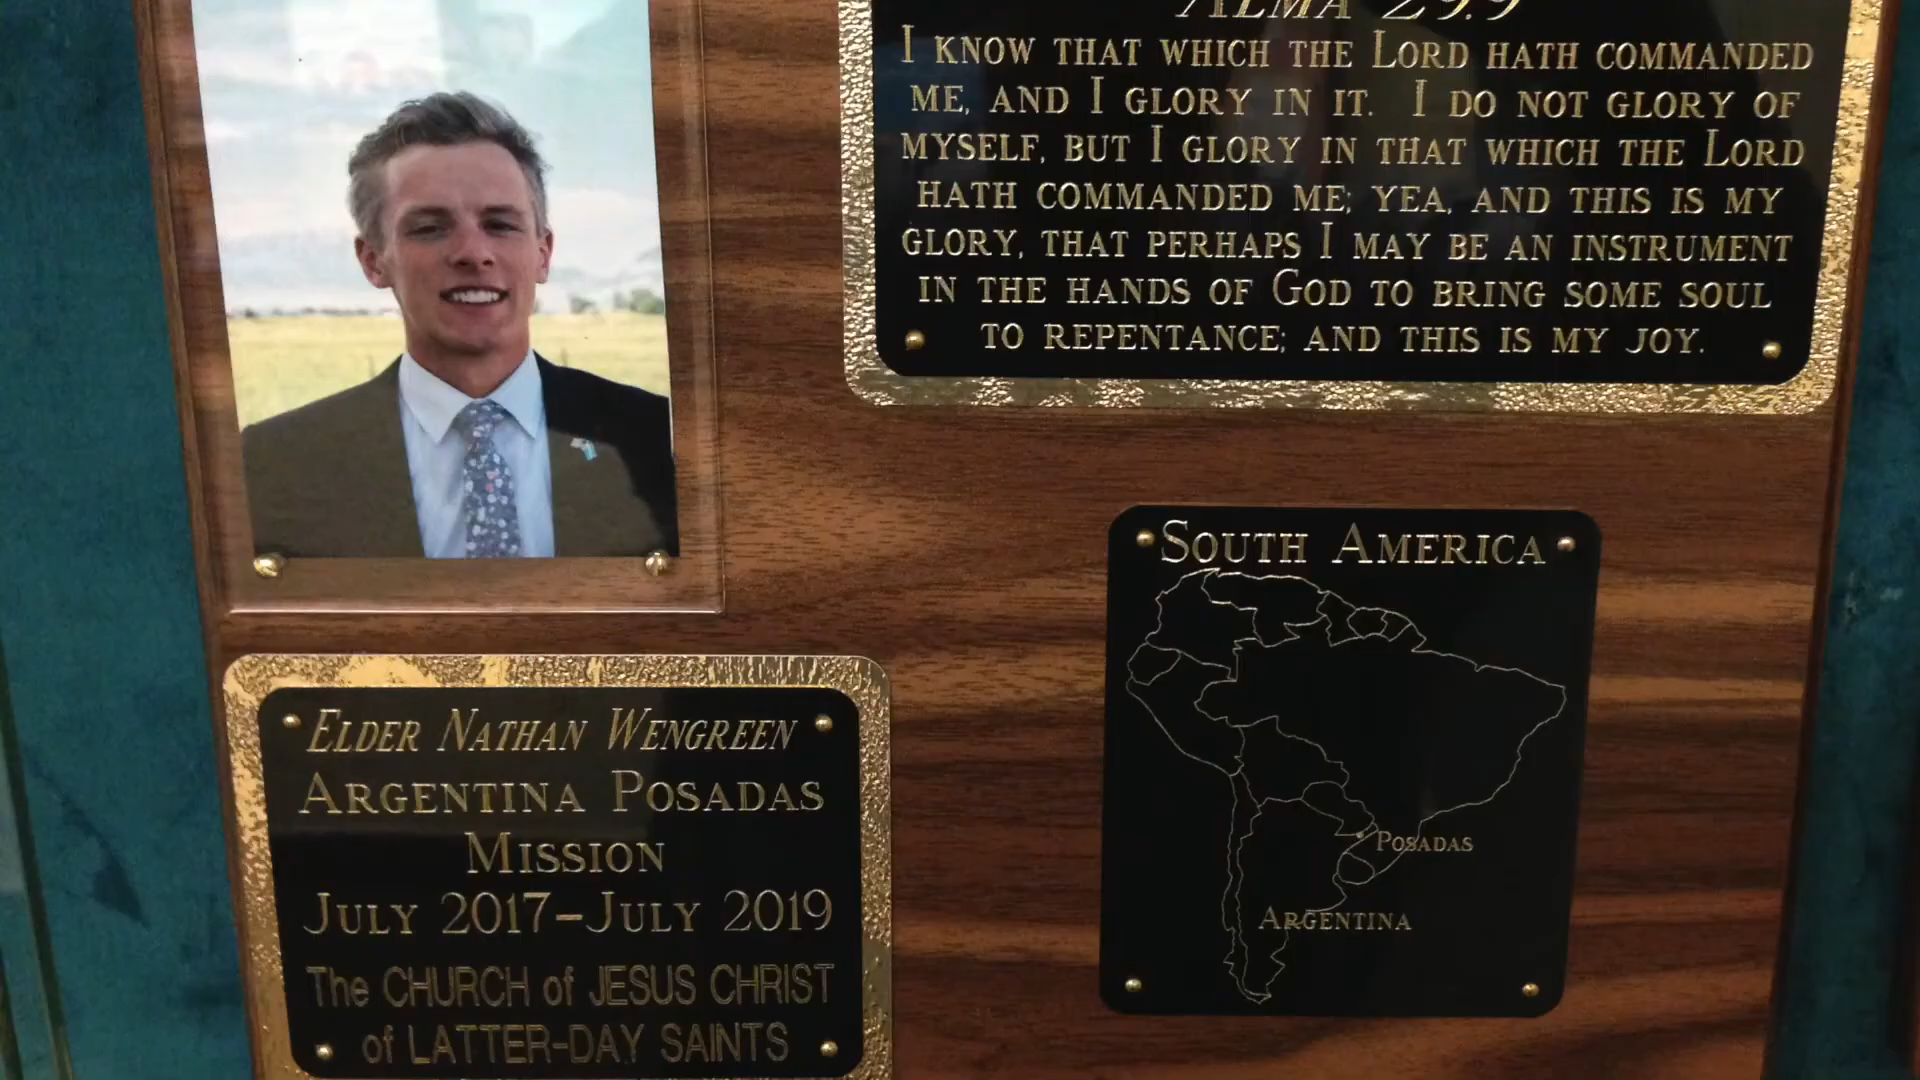 ALMA 29:9
I KNOW THAT WHICH THE LORD HATH COMMANDED
ME, AND I GLORY IN IT. I DO NOT GLORY OF
MYSELF, BUT I GLORY IN THAT WHICH THE LORD
HATH COMMANDED ME; YEA, AND THIS IS MY
GLORY, THAT PERHAPS I MAY BE AN INSTRUMENT
IN THE HANDS OF GOD TO BRING SOME SOUL
TO REPENTANCE; AND THIS IS MY JOY.
SOUTH AMERICA
POSADAS
ARGENTINA
ELDER NATHAN WENGREEN
ARGENTINA POSADAS
MISSION
JULY 2017-JULY 2019
The CHURCH of JESUS CHRIST
of LATTER-DAY SAINTS